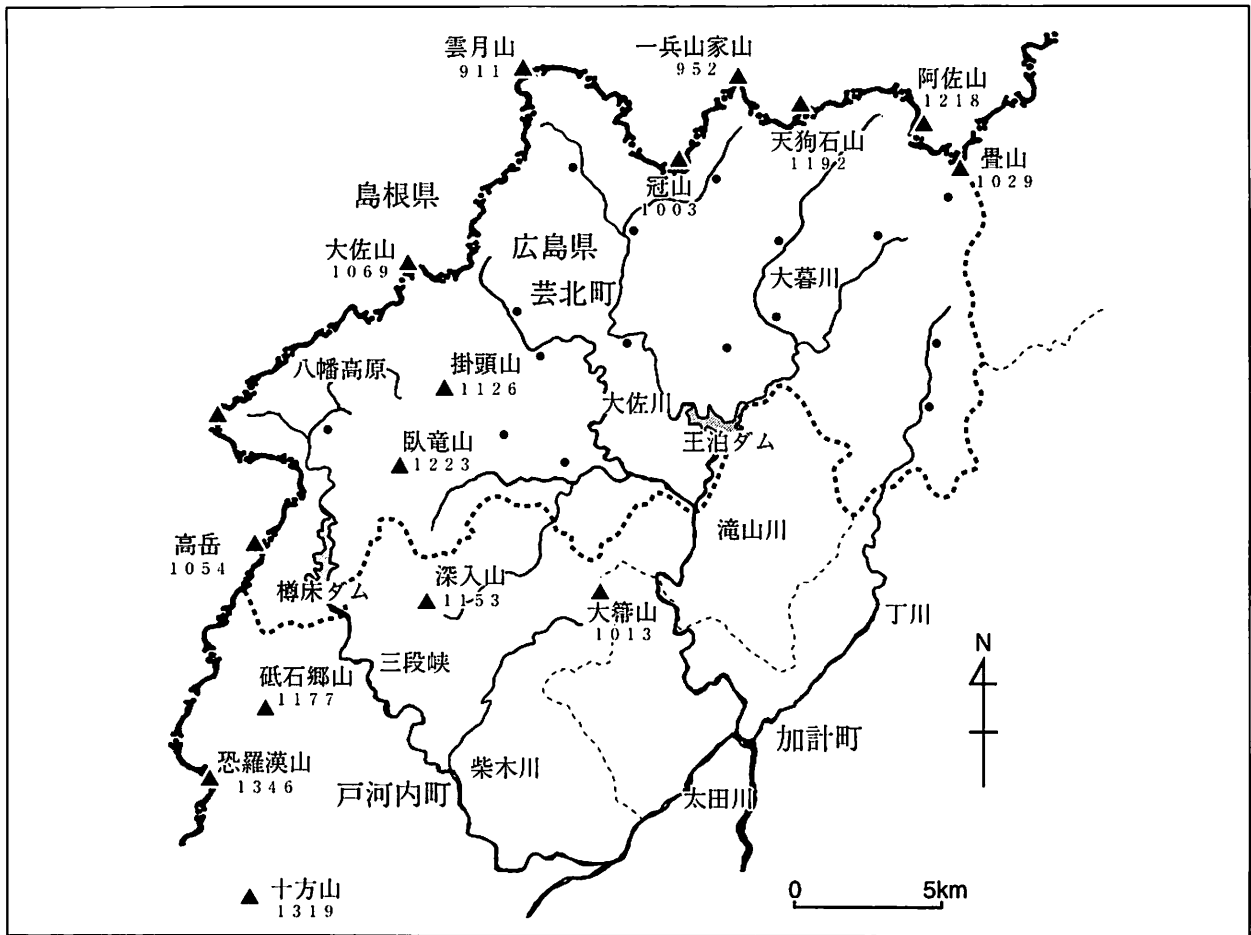 雲月山
911
一兵山家山
952
阿佐山
1218
天狗石山
1192
畳山
1029
冠山
1003
島根県
広島県
大佐山
1069
芸北町
大暮川
八幡高原
掛頭山
1126
大佐川
王泊ダム
臥竜山
1223
滝山川
高岳
1054
樽床ダム
深入山
1153
大箒山
1013
丁川
N
三段峡
砥石郷山
1177
加計町
柴木川
恐羅漢山
1346
戸河内町
太田川
0 5km
十方山
1319